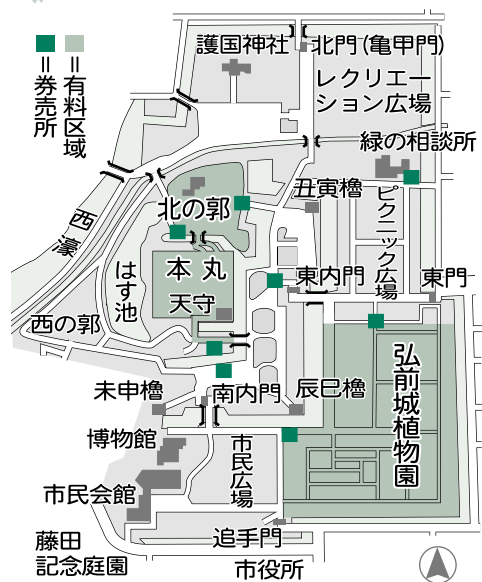 護国神社
北門(亀甲門)
■=券売所
■=有料区域
レクリエー
ション広場
緑の相談所
丑寅櫓
ピクニック広場
北の郭
西濠
本丸
天守
はす池
東内門
東門
西の郭
弘前城植物園
未申櫓
南内門
辰巳櫓
博物館
市民広場
市民会館
追手門
藤田
記念庭園
市役所